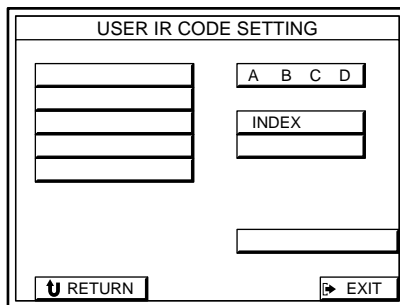 USER IR CODE SETTING
A B C D
INDEX
RETURN
EXIT